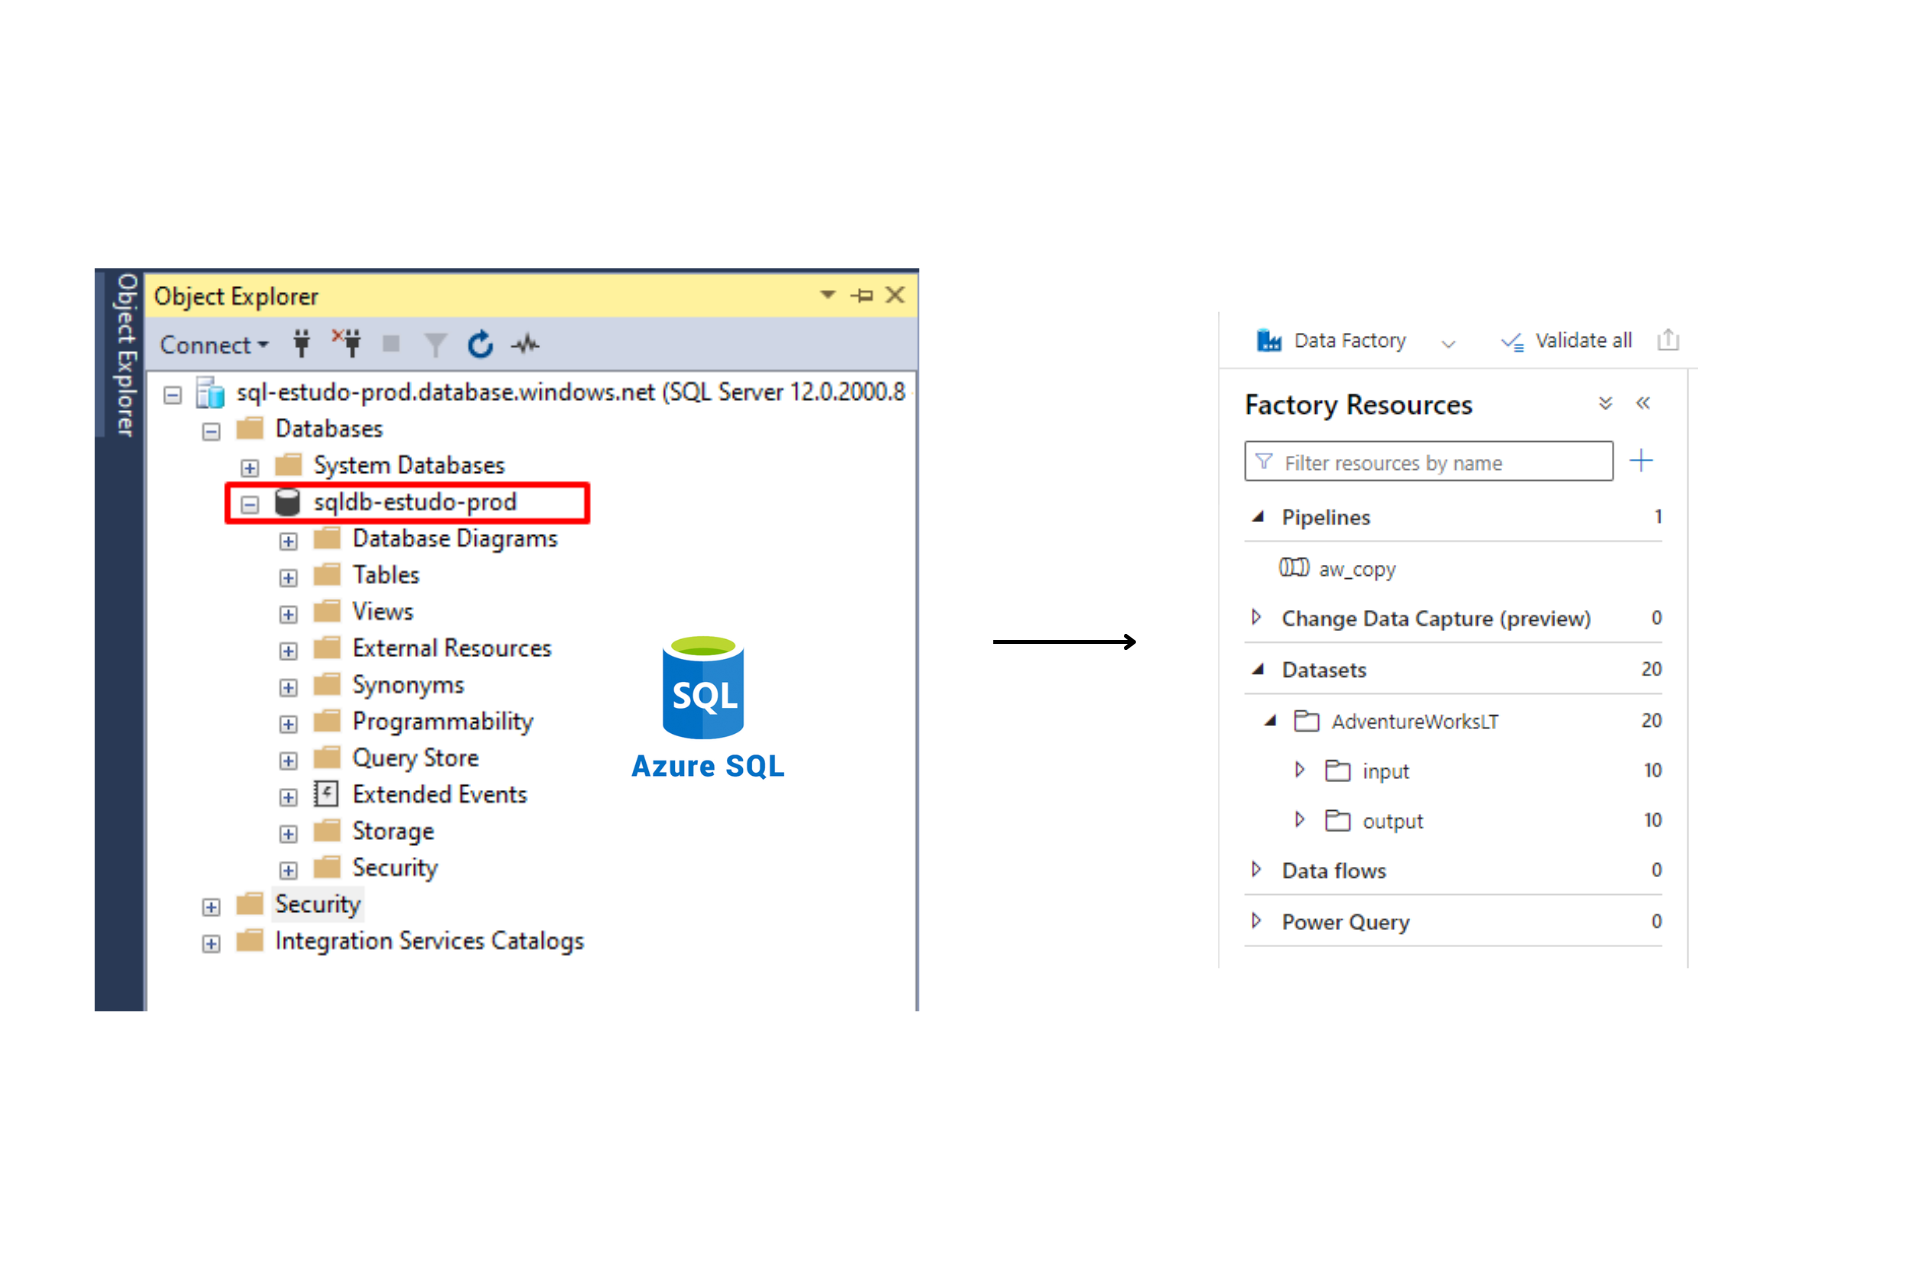 Object Explorer
Object Explorer
Connect
sql-estudo-prod.database.windows.net (SQL Server 12.0.2000.8
Databases
System Databases
sqldb-estudo-prod
Database Diagrams
Tables
Views
External Resources
Synonyms
Programmability
Query Store
Extended Events
Storage
Security
Security
Integration Services Catalogs
SQL
Azure SQL
Data Factory
Validate all
Factory Resources
Filter resources by name
Pipelines 1
aw_copy
Change Data Capture (preview) 0
Datasets 20
AdventureWorksLT 20
input 10
output 10
Data flows 0
Power Query 0